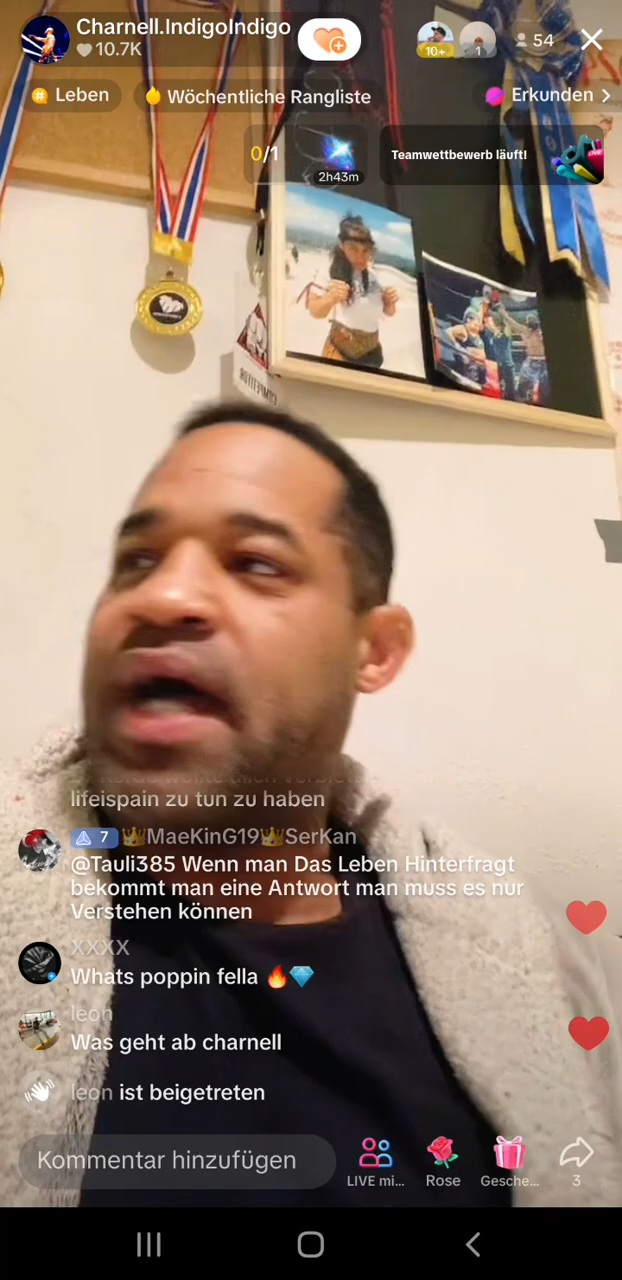 Charnell.IndigoIndigo
10.7K
10+
1
54
Leben
Wöchentliche Rangliste
Erkunden
0/1
2h43m
Teamwettbewerb läuft!
lifeispain zu tun zu haben
7 👑MaeKinG19👑SerKan
@Tauli385 Wenn man Das Leben Hinterfragt
bekommt man eine Antwort man muss es nur
Verstehen können
XXXX
Whats poppin fella 🔥💎
leon
Was geht ab charnell
leon ist beigetreten
Kommentar hinzufügen
LIVE mi...
Rose
Gesche...
3